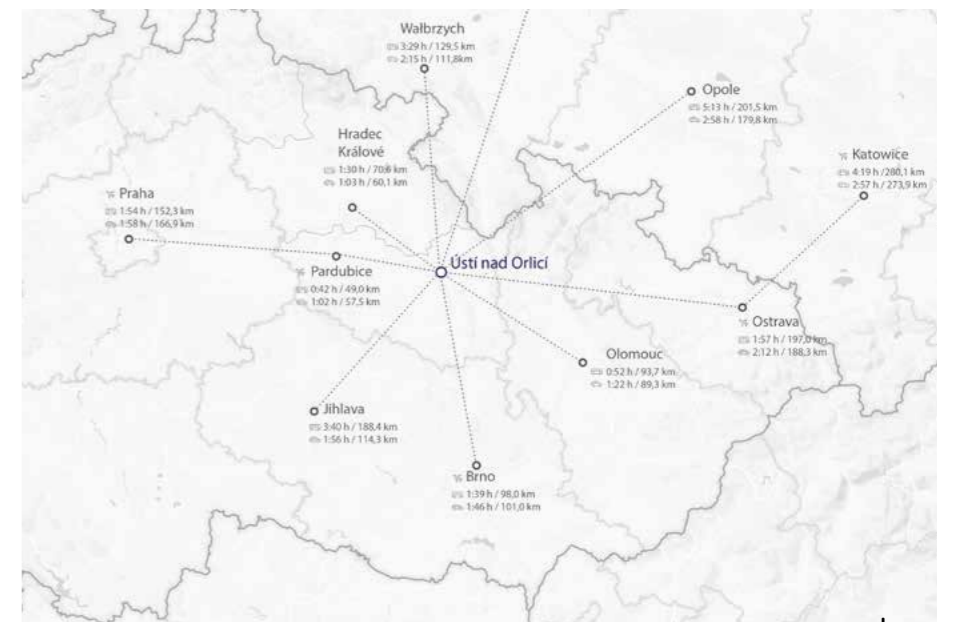 Wałbrzych
3:29 h / 129,5 km
2:15 h / 111,8km
Opole
5:13 h / 201,5 km
2:58 h / 179,8 km
Hradec
Králové
1:30 h / 70,6 km
1:03 h / 60,1 km
Katowice
4:19 h /280,1 km
2:57 h / 273,9 km
Praha
1:54 h / 152,3 km
1:58 h / 166,9 km
Ústí nad Orlicí
Pardubice
0:42 h / 49,0 km
1:02 h / 57,5 km
Ostrava
1:57 h / 197,0 km
2:12 h / 188,3 km
Olomouc
0:52 h / 93,7 km
1:22 h / 89,3 km
Jihlava
3:40 h / 188,4 km
1:56 h / 114,3 km
Brno
1:39 h / 98,0 km
1:46 h / 101,0 km